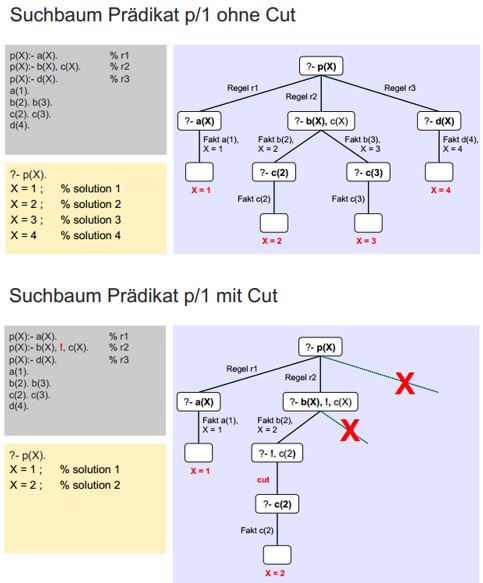 Suchbaum Prädikat p/1 ohne Cut
p(X):- a(X). % r1
p(X):- b(X), c(X). % r2
p(X):- d(X). % r3
a(1).
b(2). b(3).
c(2). c(3).
d(4).
?- p(X).
X = 1 ; % solution 1
X = 2 ; % solution 2
X = 3 ; % solution 3
X = 4 % solution 4
?- p(X)
Regel r1
Regel r2
Regel r3
?- a(X)
?- b(X), c(X)
?- d(X)
Fakt a(1),
X = 1
Fakt b(2),
X = 2
Fakt b(3),
X = 3
Fakt d(4),
X = 4
X = 1
?- c(2)
?- c(3)
X = 4
Fakt c(2)
Fakt c(3)
X = 2
X = 3
Suchbaum Prädikat p/1 mit Cut
p(X):- a(X). % r1
p(X):- b(X), !, c(X). % r2
p(X):- d(X). % r3
a(1).
b(2). b(3).
c(2). c(3).
d(4).
?- p(X).
X = 1 ; % solution 1
X = 2 ; % solution 2
?- p(X)
Regel r1
Regel r2
X
?- a(X)
?- b(X), !, c(X)
Fakt a(1),
X = 1
Fakt b(2),
X = 2
X
X = 1
?- !, c(2)
cut
?- c(2)
Fakt c(2)
X = 2